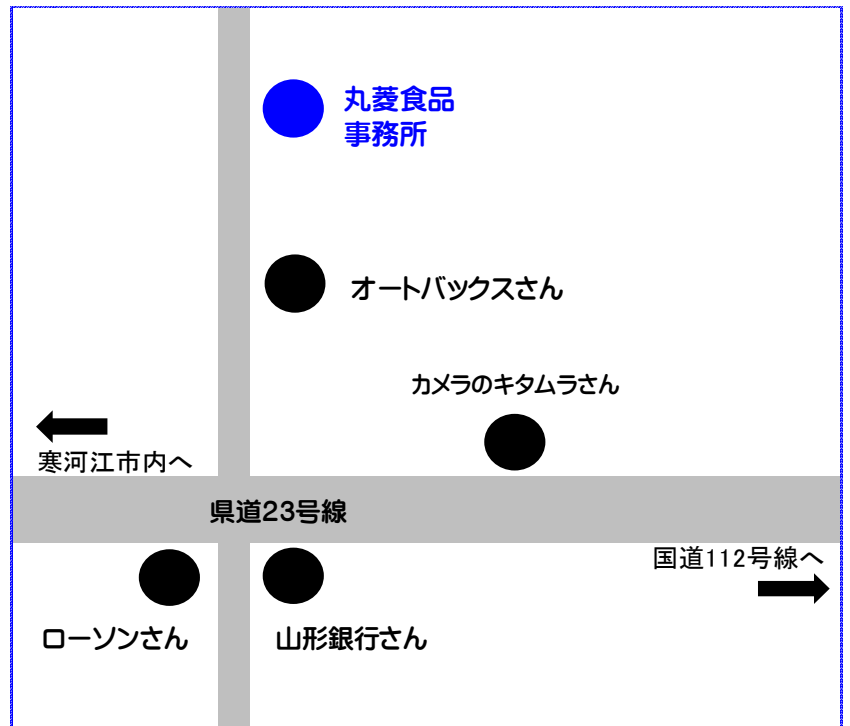 丸菱食品
事務所
オートバックスさん
カメラのキタムラさん
寒河江市内へ
県道23号線
国道112号線へ
ローソンさん
山形銀行さん